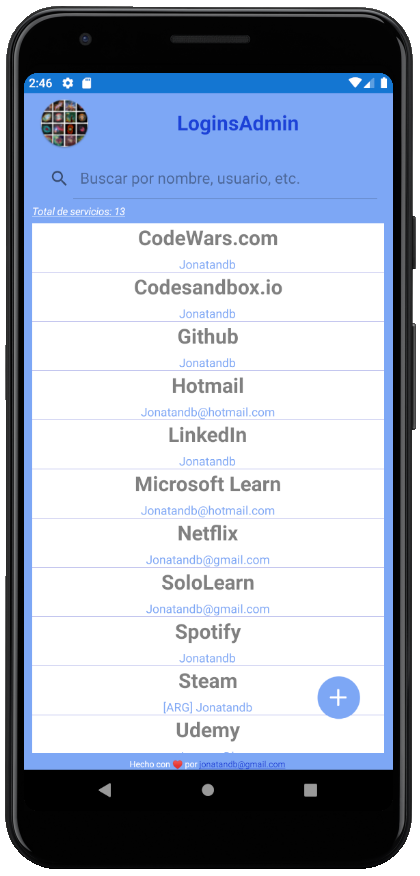 2:46
LoginsAdmin
Buscar por nombre, usuario, etc.
Total de servicios: 13
CodeWars.com
Jonatandb
Codesandbox.io
Jonatandb
Github
Jonatandb
Hotmail
Jonatandb@hotmail.com
LinkedIn
Jonatandb
Microsoft Learn
Jonatandb@hotmail.com
Netflix
Jonatandb@gmail.com
SoloLearn
Jonatandb@gmail.com
Spotify
Jonatandb
Steam
[ARG] Jonatandb
Udemy
Hecho con ❤️ por jonatandb@gmail.com